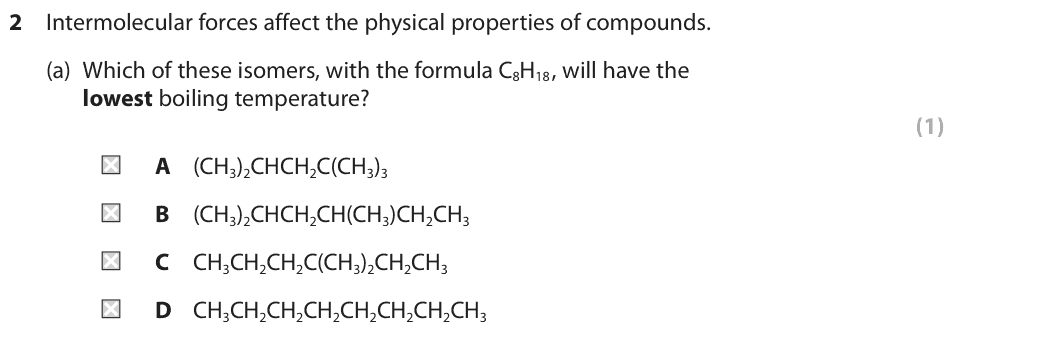 2 Intermolecular forces affect the physical properties of compounds.
(a) Which of these isomers, with the formula C₈H₁₈, will have the
lowest boiling temperature?
(1)
A (CH₃)₂CHCH₂C(CH₃)₃
B (CH₃)₂CHCH₂CH(CH₃)CH₂CH₃
C CH₃CH₂CH₂C(CH₃)₂CH₂CH₃
D CH₃CH₂CH₂CH₂CH₂CH₂CH₂CH₃